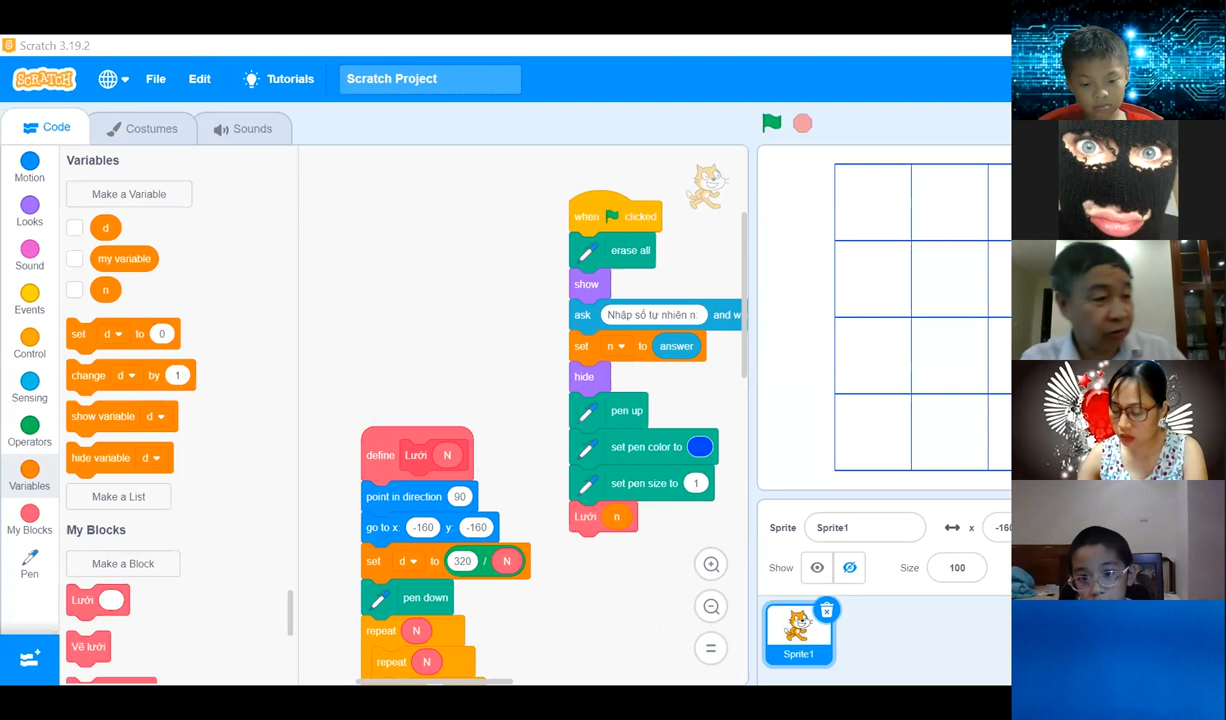 Scratch 3.19.2
SCRATCH
File
Edit
Tutorials
Scratch Project
Code
Costumes
Sounds
Motion
Looks
Sound
Events
Control
Sensing
Operators
Variables
My Blocks
Pen
Variables
Make a Variable
d
my variable
n
set d to 0
change d by 1
show variable d
hide variable d
Make a List
My Blocks
Make a Block
Lưới
Vẽ lưới
define Lưới N
point in direction 90
go to x: -160 y: -160
set d to 320 / N
pen down
repeat N
repeat N
when clicked
erase all
show
ask Nhập số tự nhiên n: and w
set n to answer
hide
pen up
set pen color to
set pen size to 1
Lưới n
Sprite
Sprite1
x
-160
Show
Size
100
Sprite1